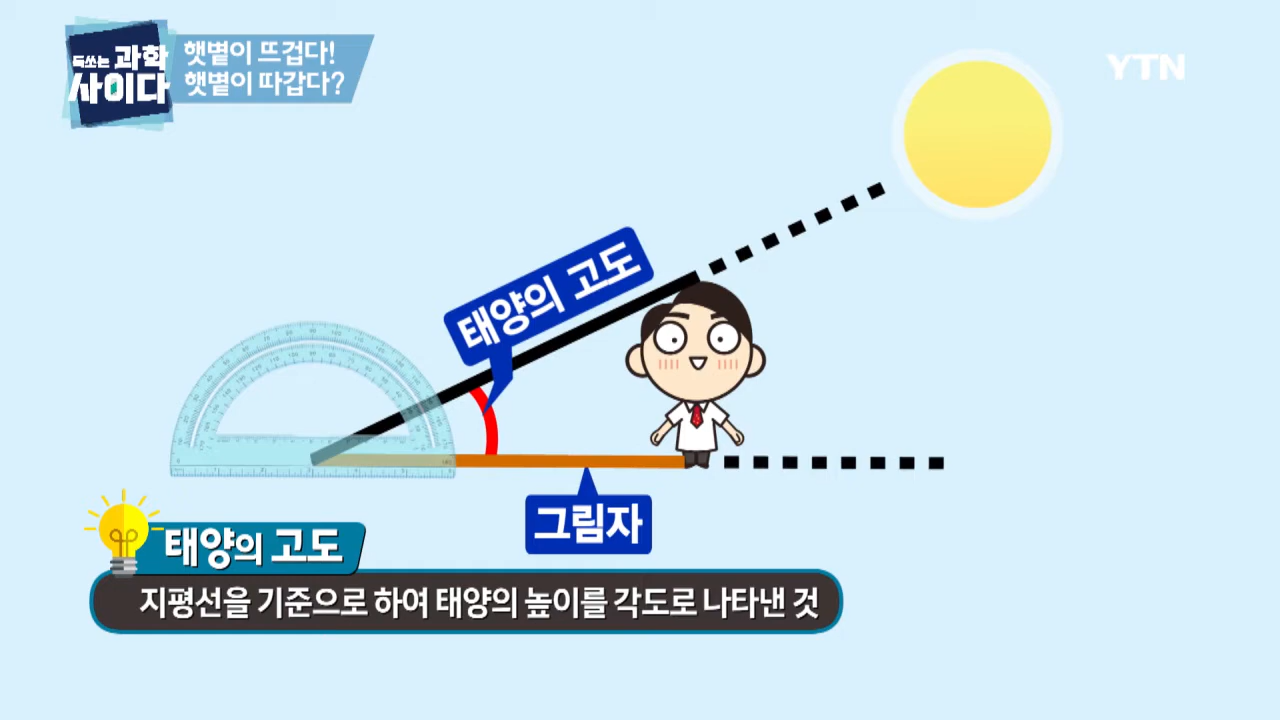 톡쏘는 과학
사이다
햇볕이 뜨겁다!
햇볕이 따갑다?
YTN
태양의 고도
그림자
태양의 고도
지평선을 기준으로 하여 태양의 높이를 각도로 나타낸 것